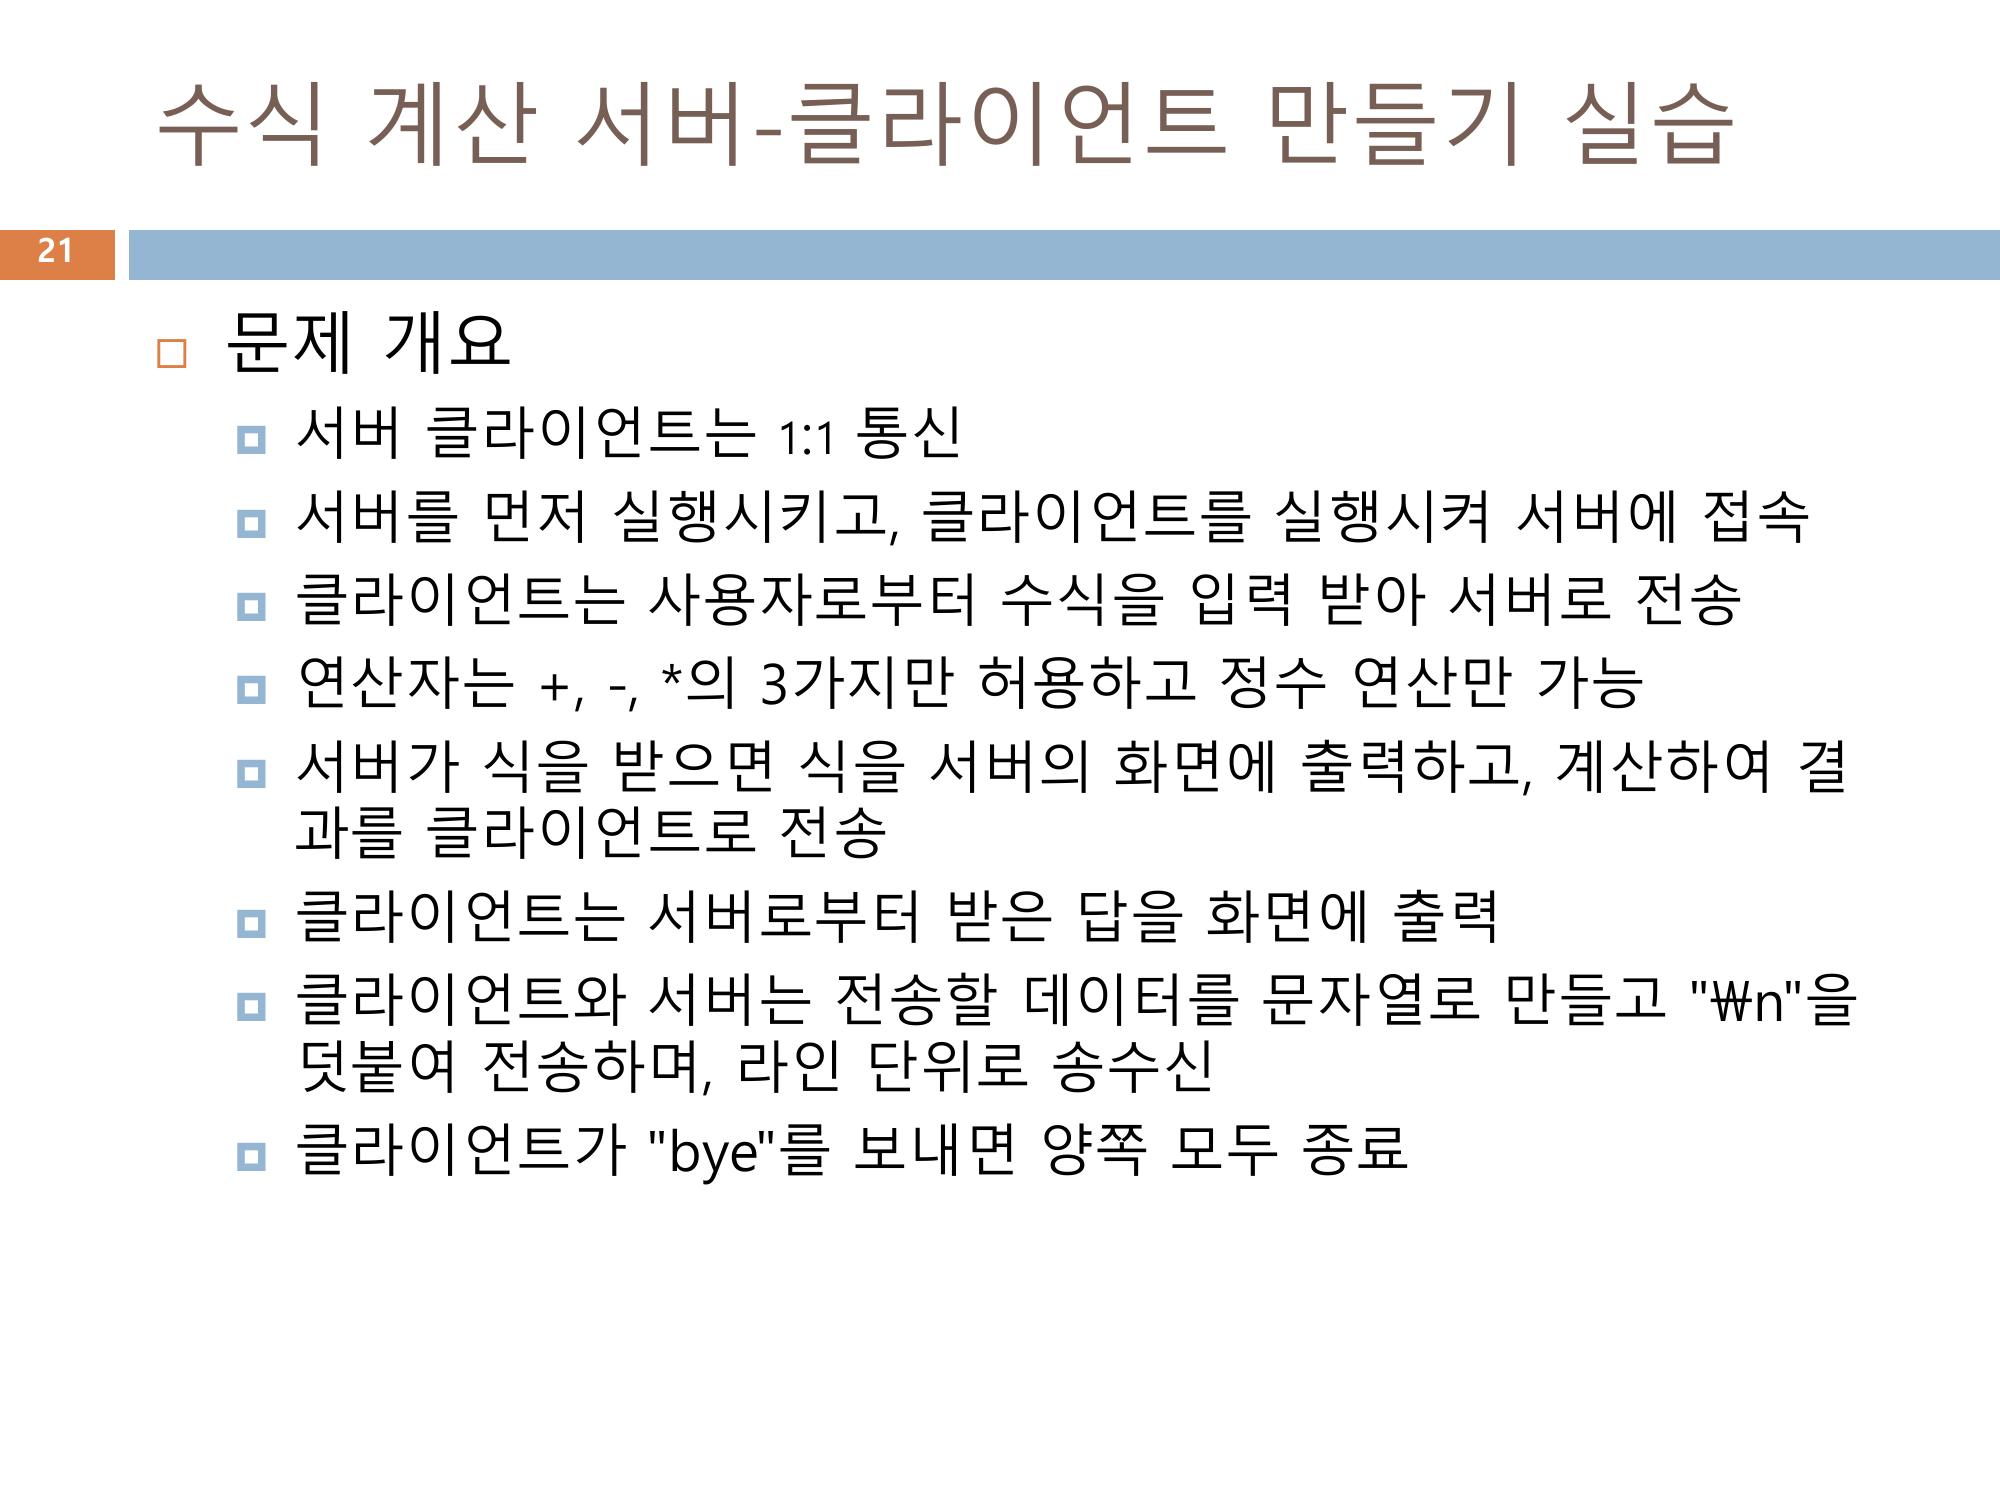 수식 계산 서버-클라이언트 만들기 실습
21
문제 개요
서버 클라이언트는 1:1 통신
서버를 먼저 실행시키고, 클라이언트를 실행시켜 서버에 접속
클라이언트는 사용자로부터 수식을 입력 받아 서버로 전송
연산자는 +, -, *의 3가지만 허용하고 정수 연산만 가능
서버가 식을 받으면 식을 서버의 화면에 출력하고, 계산하여 결
과를 클라이언트로 전송
클라이언트는 서버로부터 받은 답을 화면에 출력
클라이언트와 서버는 전송할 데이터를 문자열로 만들고 "₩n"을
덧붙여 전송하며, 라인 단위로 송수신
클라이언트가 "bye"를 보내면 양쪽 모두 종료